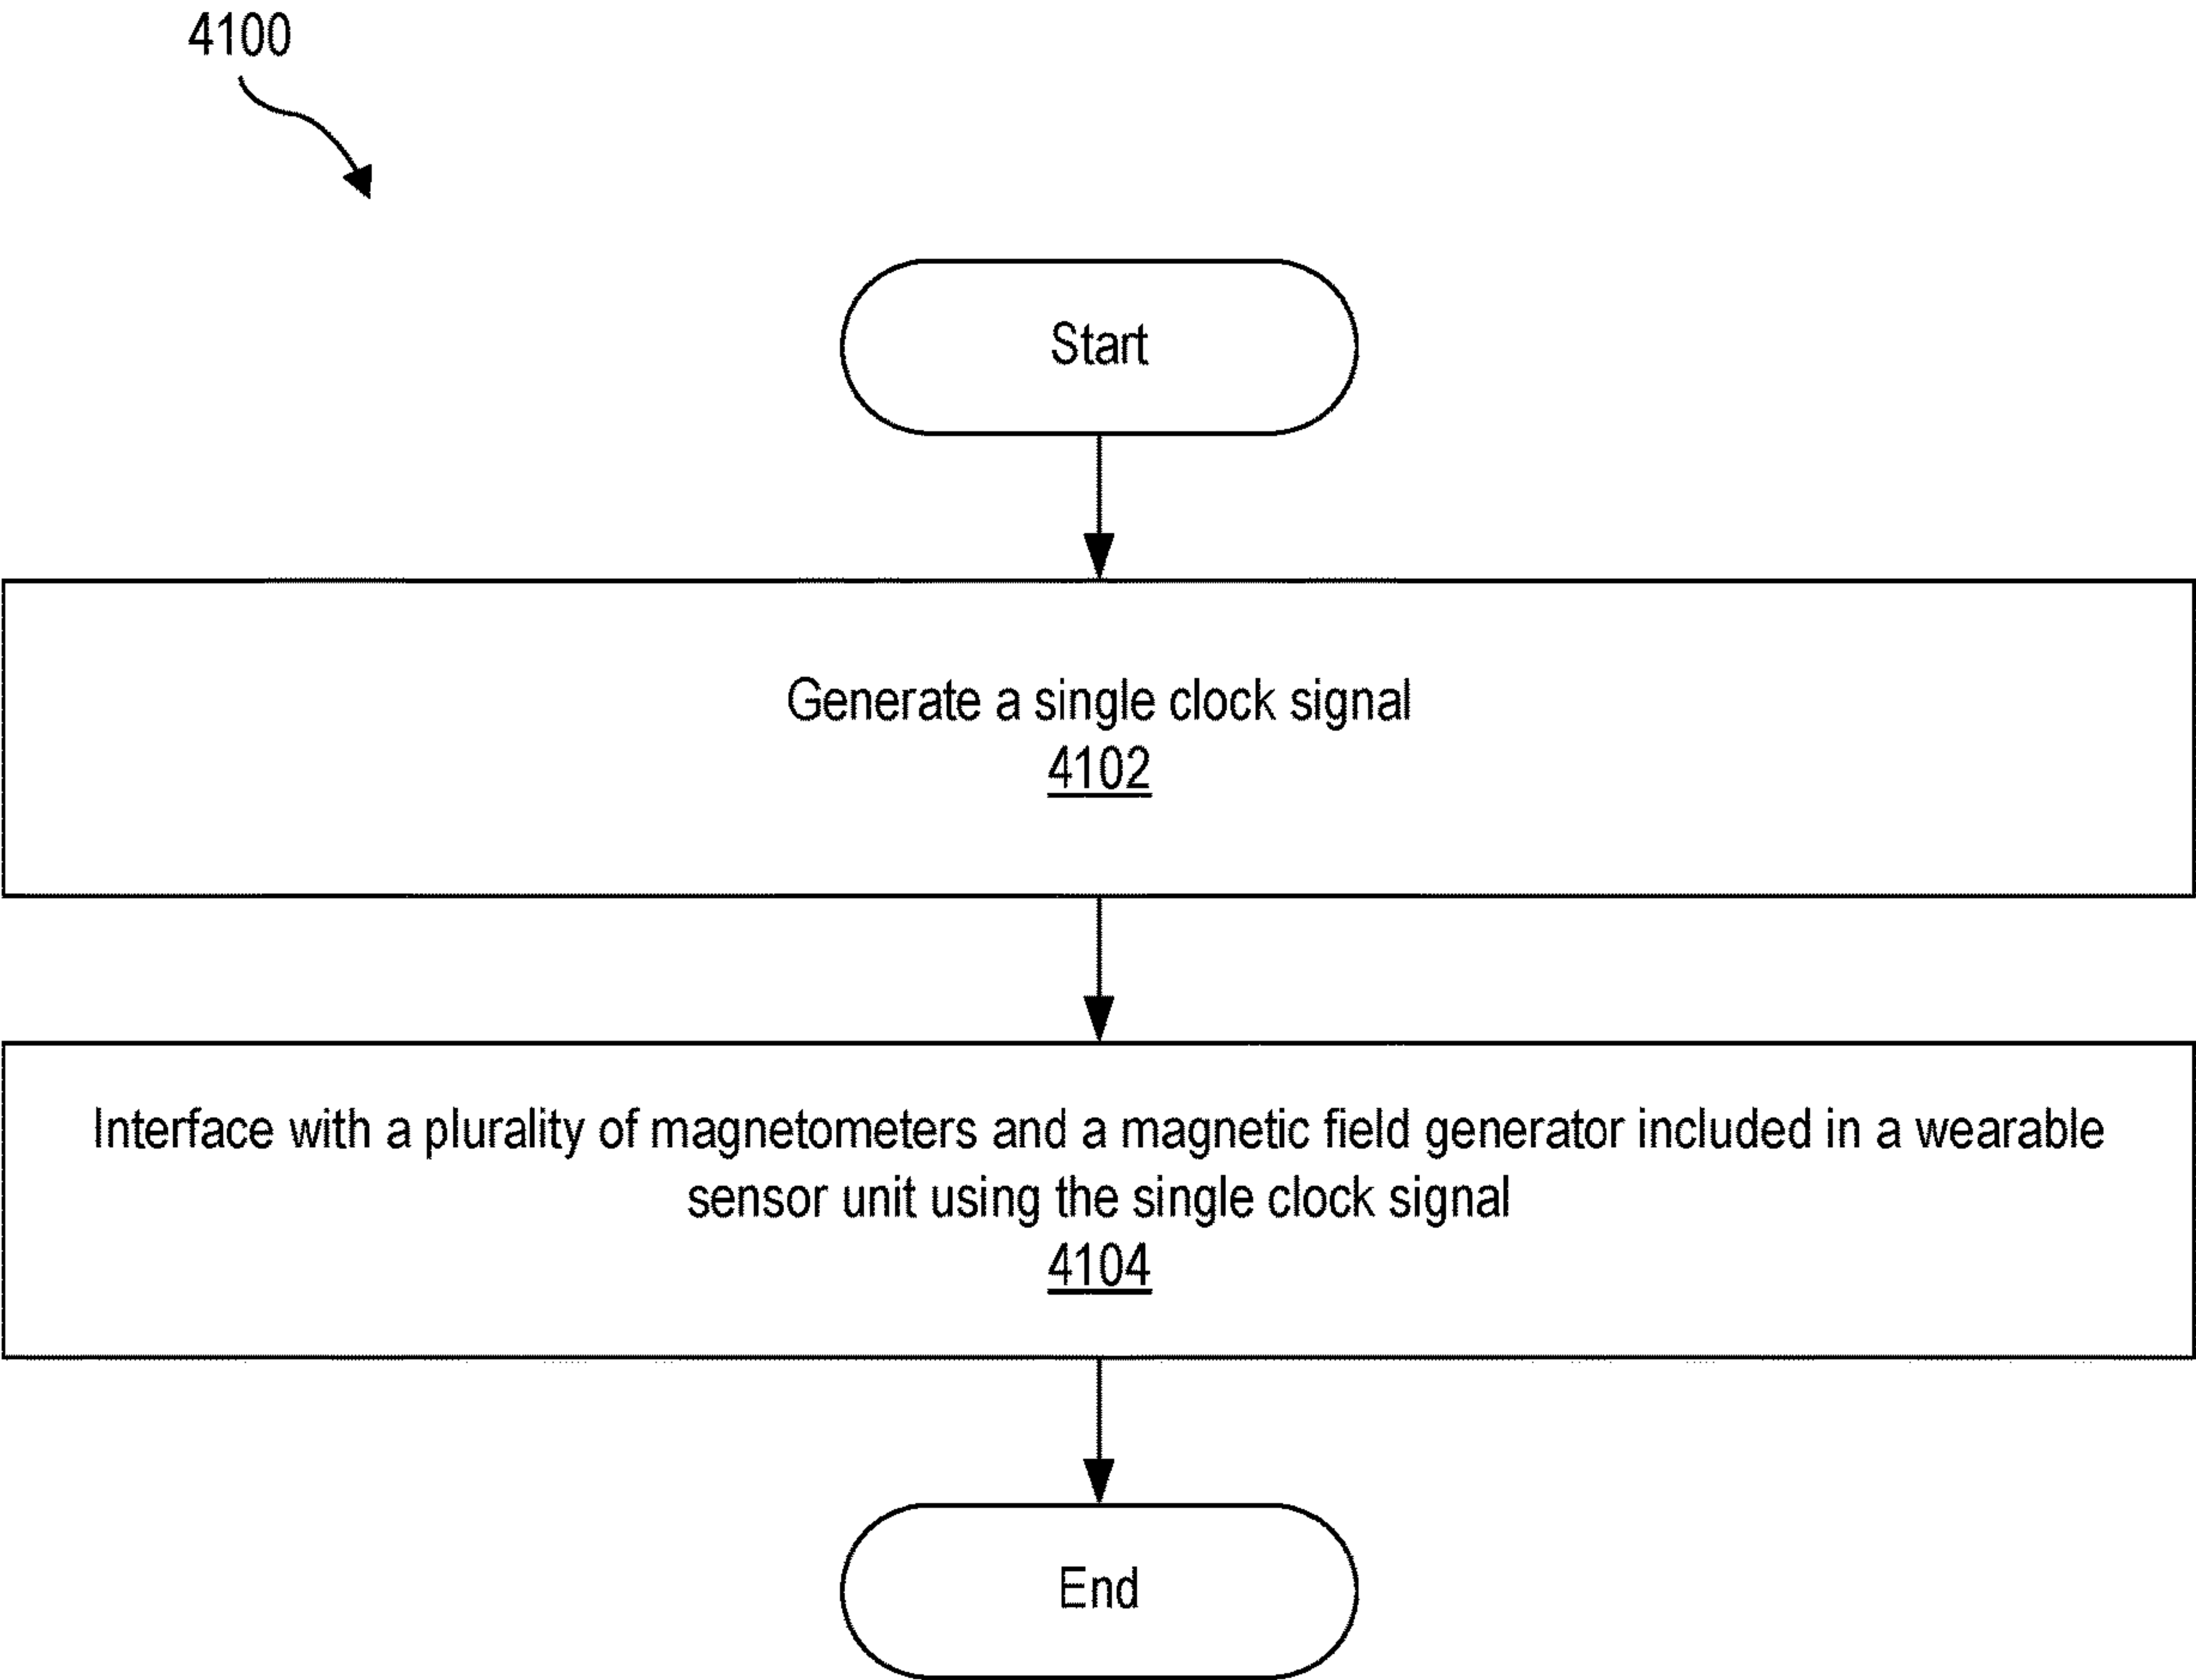 4100
Start
Generate a single clock signal
4102
Interface with a plurality of magnetometers and a magnetic field generator included in a wearable
sensor unit using the single clock signal
4104
End